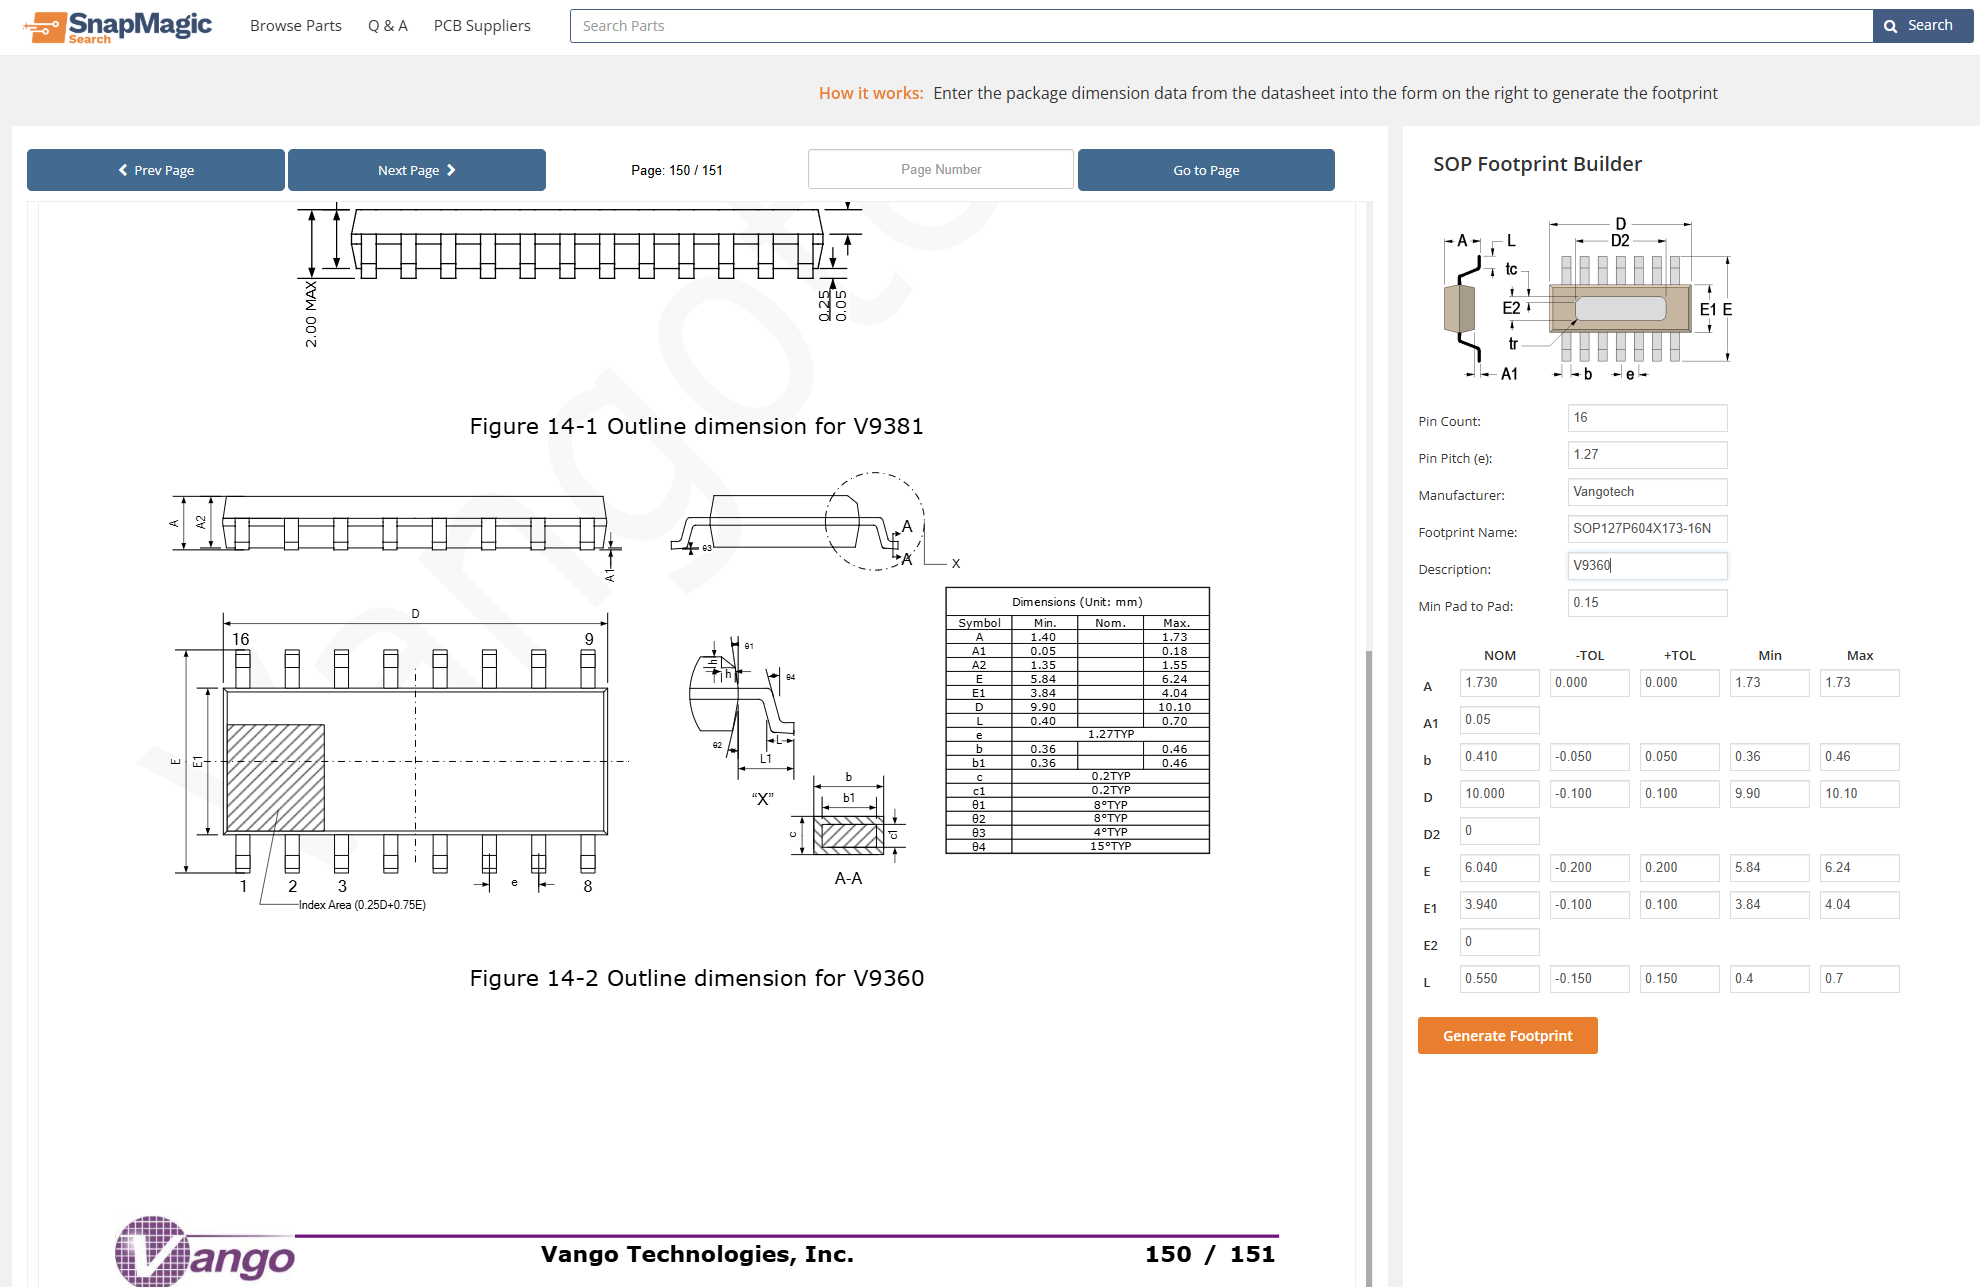 SnapMagic
Search
Browse Parts
Q & A
PCB Suppliers
Search Parts
Search
How it works: Enter the package dimension data from the datasheet into the form on the right to generate the footprint
Prev Page
Next Page
Page: 150 / 151
Page Number
Go to Page
2.00 MAX
0.25
0.05
Figure 14-1 Outline dimension for V9381
A
A2
A1
θ3
A
A
X
D
16
9
E
E1
1
2
3
e
8
Index Area (0.25D+0.75E)
θ1
h
h
θ4
θ2
L
L1
"X"
b
b1
c
c1
A-A
Dimensions (Unit: mm)
Symbol Min. Nom. Max.
A 1.40 1.73
A1 0.05 0.18
A2 1.35 1.55
E 5.84 6.24
E1 3.84 4.04
D 9.90 10.10
L 0.40 0.70
e 1.27TYP
b 0.36 0.46
b1 0.36 0.46
c 0.2TYP
c1 0.2TYP
θ1 8°TYP
θ2 8°TYP
θ3 4°TYP
θ4 15°TYP
Figure 14-2 Outline dimension for V9360
Vango
Vango Technologies, Inc.
150 / 151
SOP Footprint Builder
A
L
tc
E2
tr
A1
D
D2
E1 E
b
e
Pin Count: 16
Pin Pitch (e): 1.27
Manufacturer: Vangotech
Footprint Name: SOP127P604X173-16N
Description: V9360
Min Pad to Pad: 0.15
NOM -TOL +TOL Min Max
A 1.730 0.000 0.000 1.73 1.73
A1 0.05
b 0.410 -0.050 0.050 0.36 0.46
D 10.000 -0.100 0.100 9.90 10.10
D2 0
E 6.040 -0.200 0.200 5.84 6.24
E1 3.940 -0.100 0.100 3.84 4.04
E2 0
L 0.550 -0.150 0.150 0.4 0.7
Generate Footprint